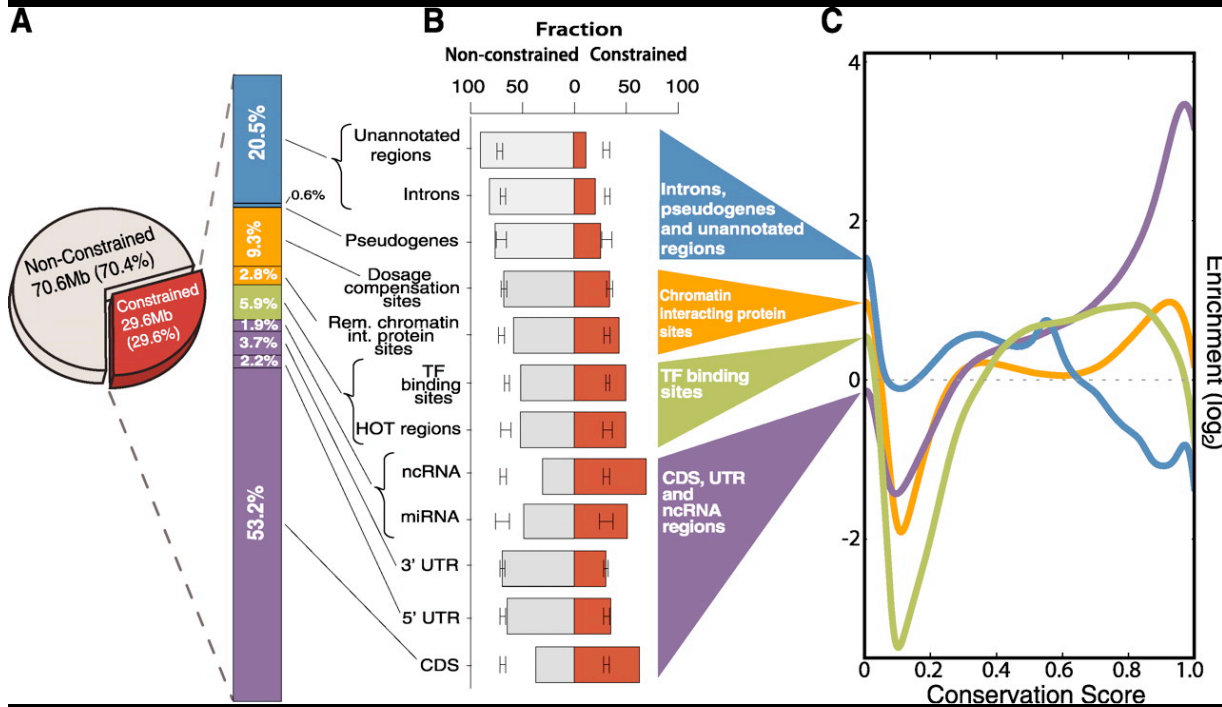 A
Non-Constrained
70.6Mb (70.4%)
Constrained
29.6Mb
(29.6%)
20.5%
0.6%
9.3%
2.8%
5.9%
1.9%
3.7%
2.2%
53.2%
B
Fraction
Non-constrained Constrained
100 50 0 50 100
Unannotated
regions
Introns
Pseudogenes
Dosage
compensation
sites
Rem. chromatin
int. protein
sites
TF
binding
sites
HOT regions
ncRNA
miRNA
3' UTR
5' UTR
CDS
Introns,
pseudogenes
and unannotated
regions
Chromatin
interacting protein
sites
TF binding
sites
CDS, UTR
and
ncRNA
regions
C
4
2
0
-2
0 0.2 0.4 0.6 0.8 1.0
Conservation Score
Enrichment (log2)